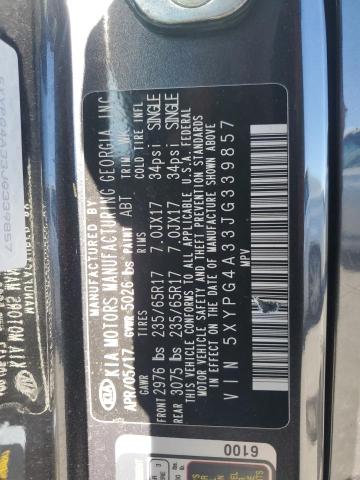 MANUFACTURED BY
KIA MOTORS MANUFACTURING GEORGIA, INC.
APR/05/17 GVWR 5026 lbs PAINT ABT TRIM WK
GAWR TIRES RIMS COLD TIRE INFL
FRONT 2976 lbs 235/65R17 7.0JX17 34psi SINGLE
REAR 3075 lbs 235/65R17 7.0JX17 34psi SINGLE
THIS VEHICLE CONFORMS TO ALL APPLICABLE U.S.A. FEDERAL
MOTOR VEHICLE SAFETY, BUMPER, AND THEFT PREVENTION STANDARDS
IN EFFECT ON THE DATE OF MANUFACTURE SHOWN ABOVE.
VIN 5XYPG4A33JG339857
MPV
KIA
6100